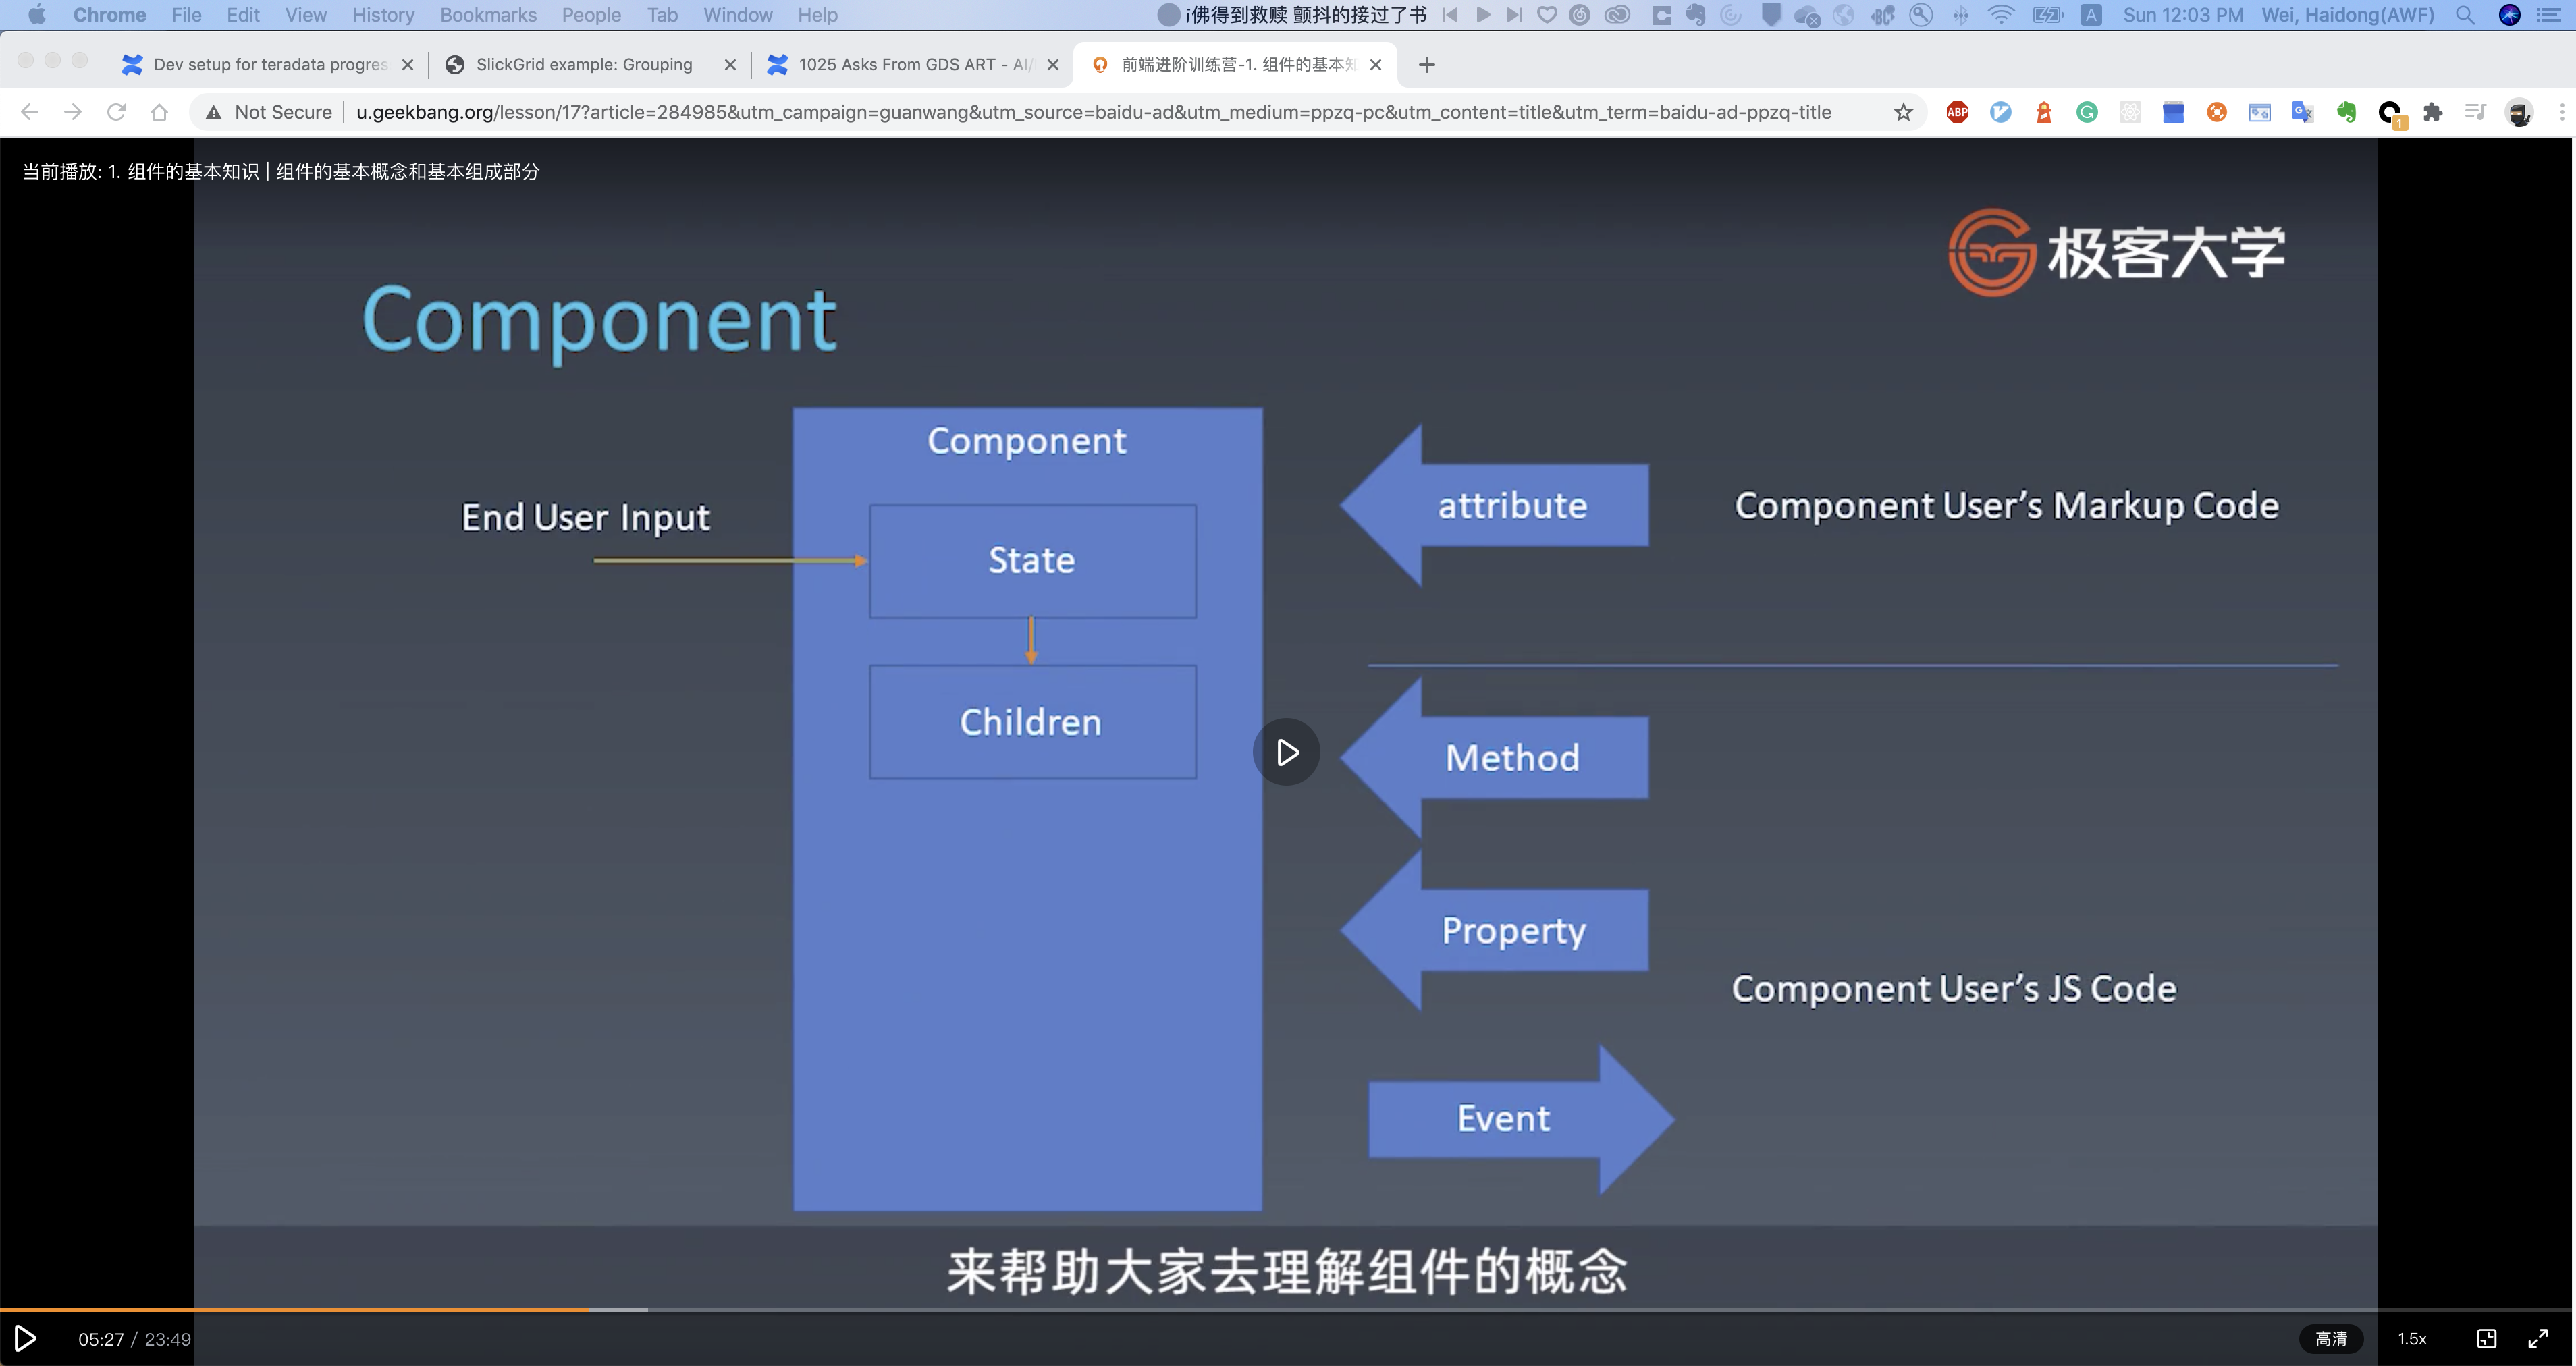 Chrome File Edit View History Bookmarks People Tab Window Help
佛得到救赎 颤抖的接过了书
Sun 12:03 PM Wei, Haidong(AWF)
Dev setup for teradata progres
SlickGrid example: Grouping
1025 Asks From GDS ART - AI/
前端进阶训练营-1. 组件的基本知
Not Secure
u.geekbang.org/lesson/17?article=284985&utm_campaign=guanwang&utm_source=baidu-ad&utm_medium=ppzq-pc&utm_content=title&utm_term=baidu-ad-ppzq-title
ABP
1
当前播放: 1. 组件的基本知识 | 组件的基本概念和基本组成部分
极客大学
Component
Component
End User Input
State
Children
attribute
Component User's Markup Code
Method
Property
Component User's JS Code
Event
来帮助大家去理解组件的概念
05:27 / 23:49
高清
1.5x